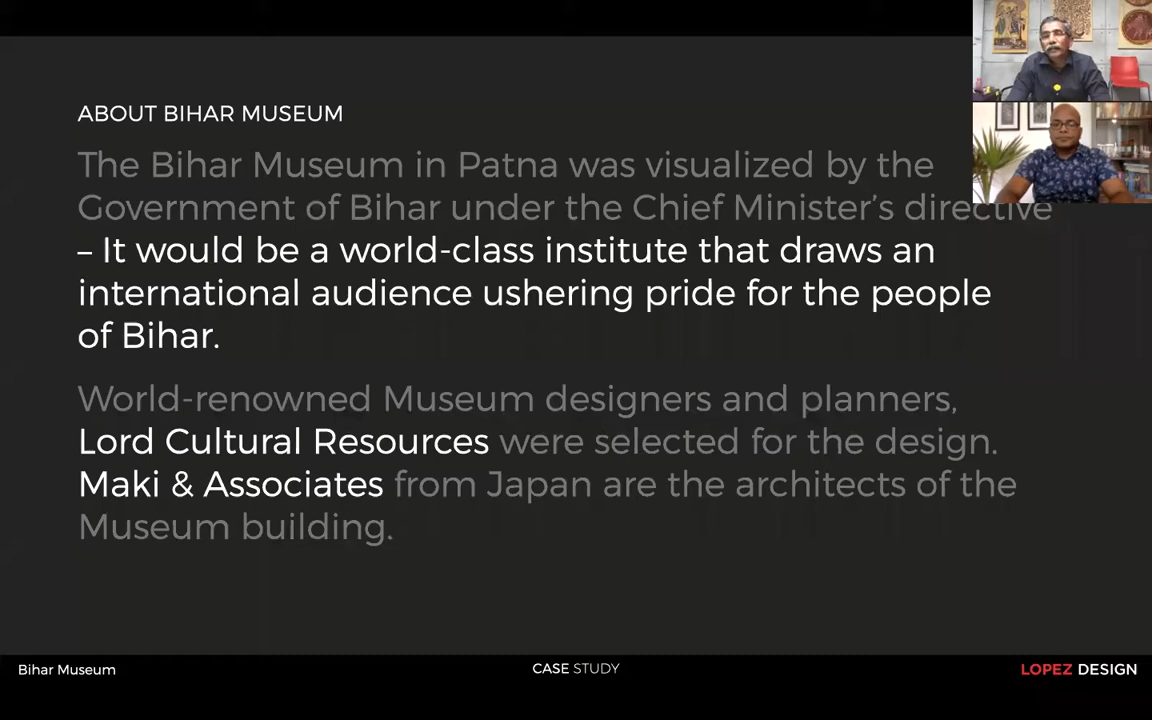 ABOUT BIHAR MUSEUM
The Bihar Museum in Patna was visualized by the
Government of Bihar under the Chief Minister’s directive
– It would be a world-class institute that draws an
international audience ushering pride for the people
of Bihar.
World-renowned Museum designers and planners,
Lord Cultural Resources were selected for the design.
Maki & Associates from Japan are the architects of the
Museum building.
Bihar Museum
CASE STUDY
LOPEZ DESIGN